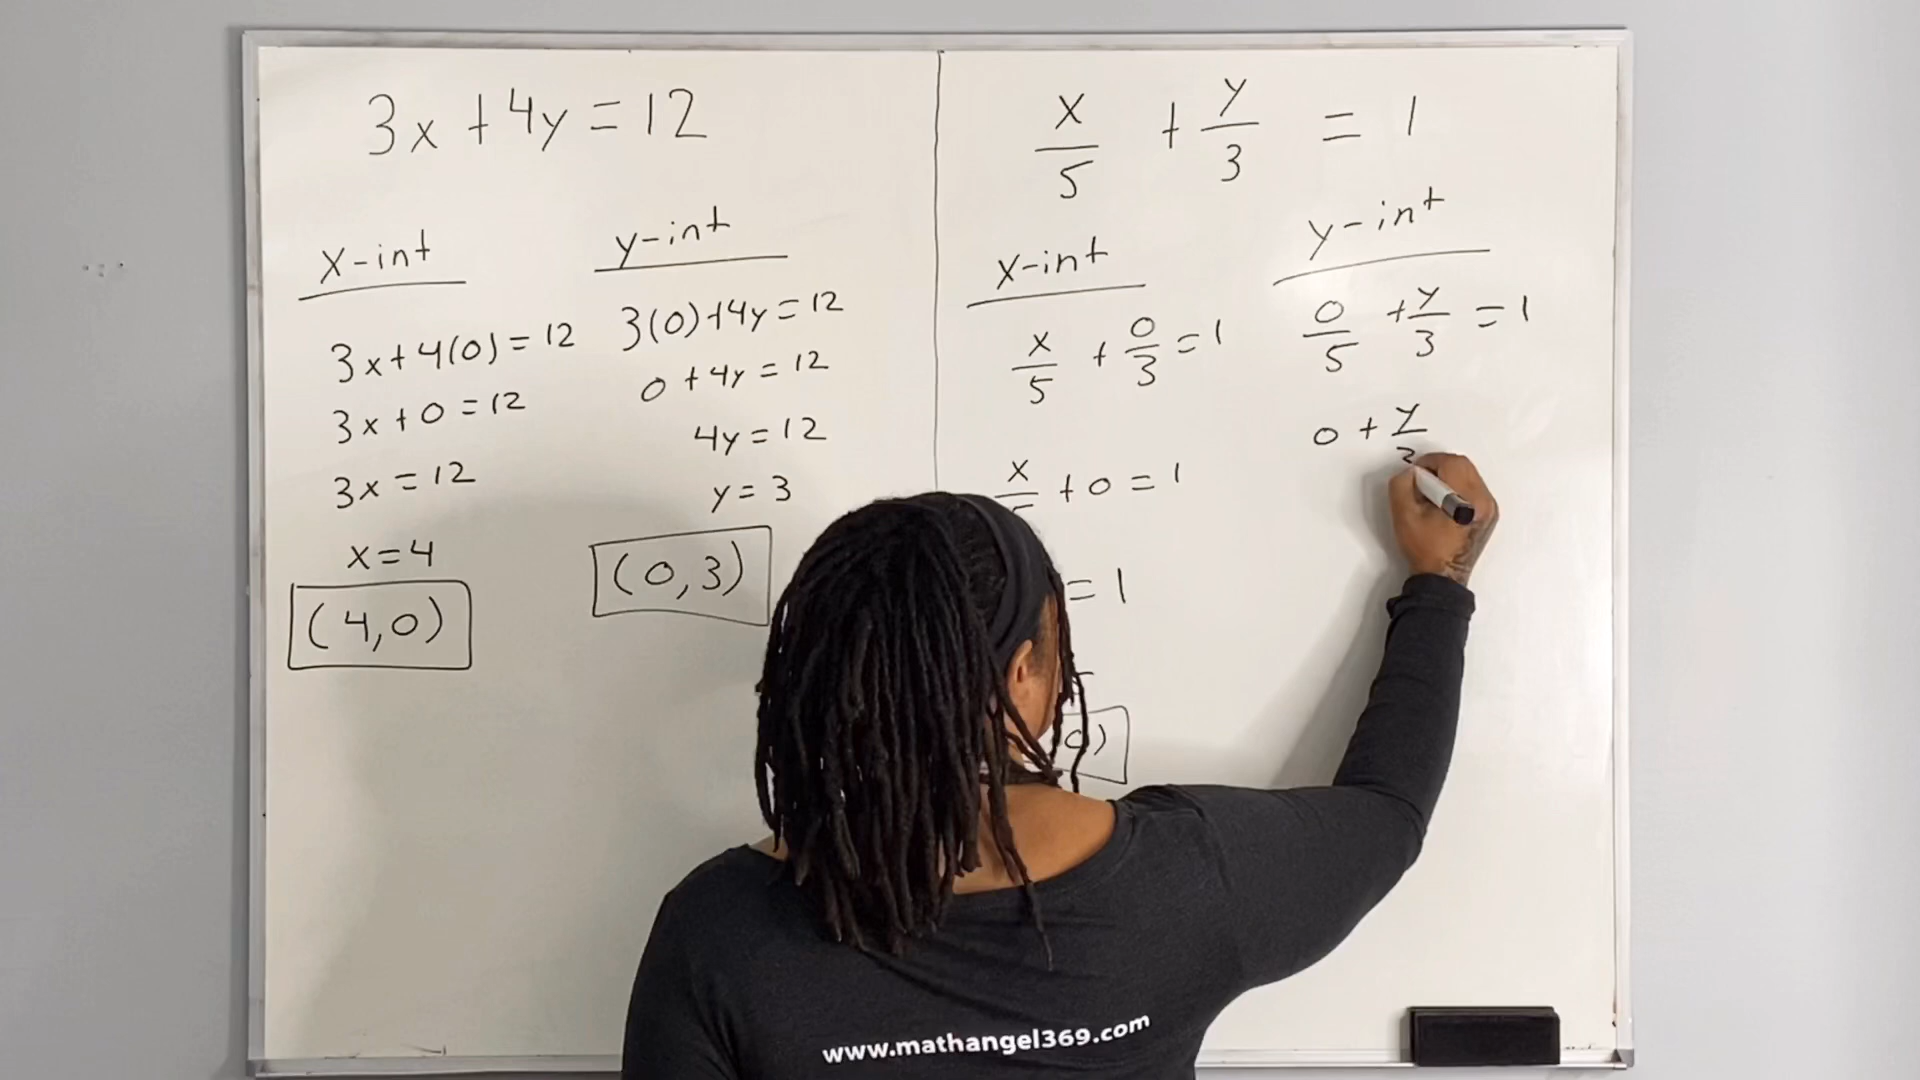 3x + 4y = 12
x-int
3x + 4(0) = 12
3x + 0 = 12
3x = 12
x = 4
(4,0)
y-int
3(0) + 4y = 12
0 + 4y = 12
4y = 12
y = 3
(0,3)
x/5 + y/3 = 1
x-int
x/5 + 0/3 = 1
x + 0 = 1
= 1
0)
y-int
0/5 + y/3 = 1
0 + y/3
www.mathangel369.com